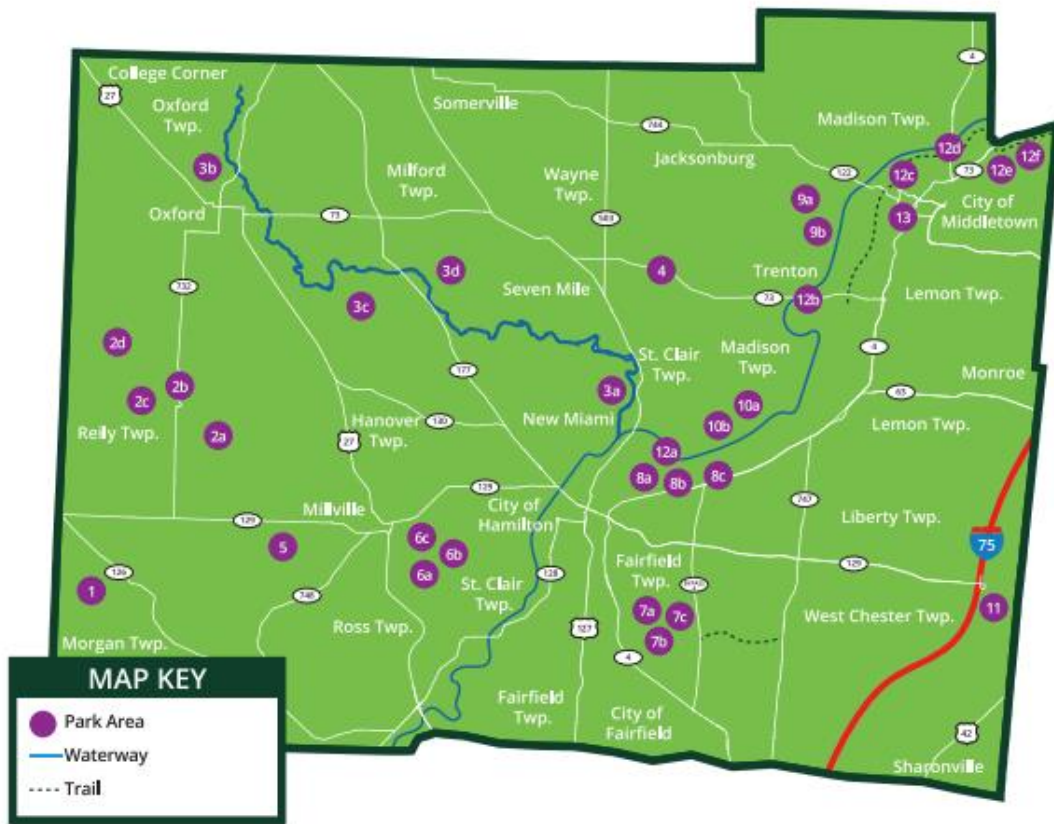 4
College Corner
27
Oxford
Twp.
Somerville
744
Madison Twp.
12d
Jacksonburg
3b
Milford
Twp.
Wayne
Twp.
122
12c
73
12e
12f
9a
City of
Middletown
Oxford
73
503
9b
13
3d
4
Trenton
732
Seven Mile
73
12b
Lemon Twp.
3c
2d
St. Clair
Twp.
Madison
Twp.
4
177
Monroe
2b
3a
63
2c
10a
New Miami
Hanover
Twp.
130
10b
Lemon Twp.
Reilly Twp.
2a
27
12a
8a
8b
8c
129
747
Millville
City of
Hamilton
Liberty Twp.
129
5
6c
6b
75
129
Fairfield
Twp.
126
6a
128
1
St. Clair
Twp.
748
7a
7c
11
West Chester Twp.
Ross Twp.
127
7b
Morgan Twp.
4
Fairfield
Twp.
City of
Fairfield
42
Sharonville
MAP KEY
Park Area
Waterway
Trail